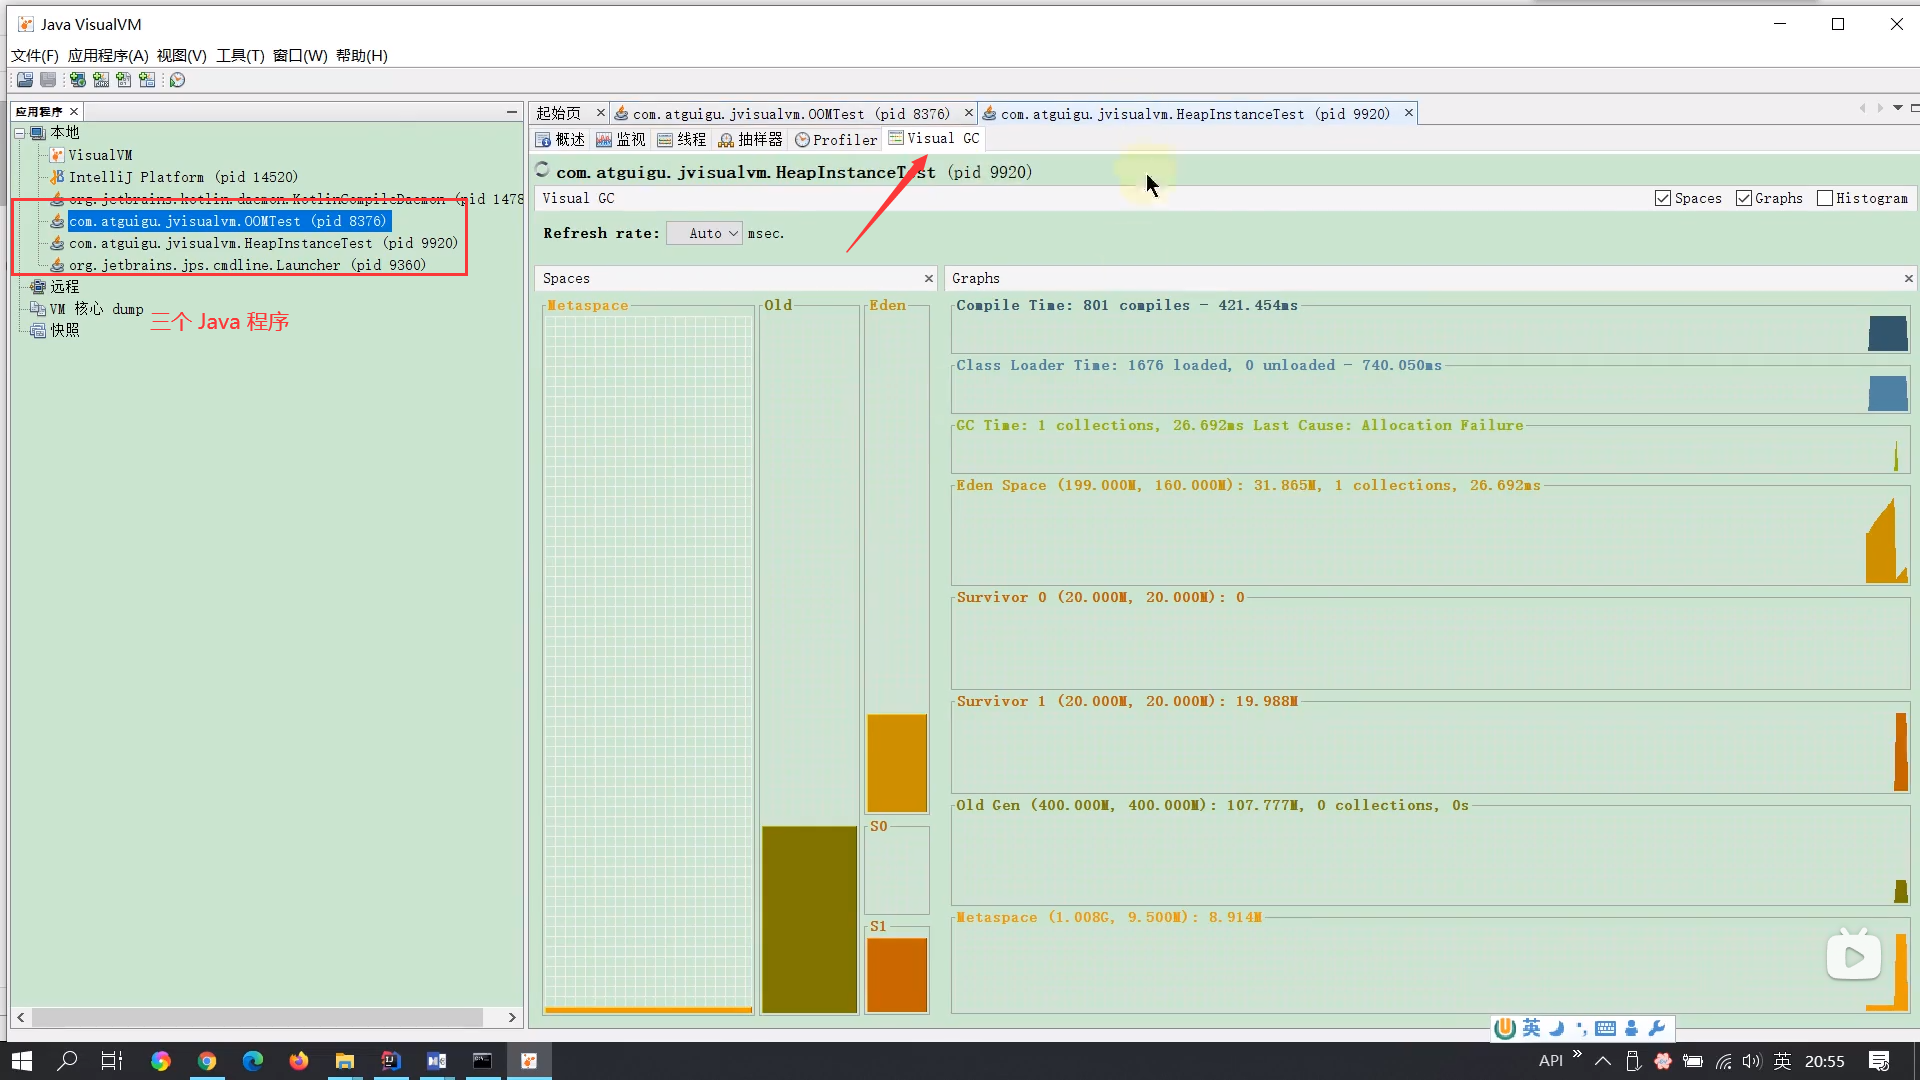 Java VisualVM
文件(F) 应用程序(A) 视图(V) 工具(T) 窗口(W) 帮助(H)
应用程序
本地
VisualVM
IntelliJ Platform (pid 14520)
org.jetbrains.kotlin.daemon.KotlinCompileDaemon (pid 1478
com.atguigu.jvisualvm.OOMTest (pid 8376)
com.atguigu.jvisualvm.HeapInstanceTest (pid 9920)
org.jetbrains.jps.cmdline.Launcher (pid 9360)
远程
VM 核心 dump
快照
三个 Java 程序
起始页 com.atguigu.jvisualvm.OOMTest (pid 8376) com.atguigu.jvisualvm.HeapInstanceTest (pid 9920)
概述 监视 线程 抽样器 Profiler Visual GC
com.atguigu.jvisualvm.HeapInstanceTest (pid 9920)
Visual GC Spaces Graphs Histogram
Refresh rate: Auto msec.
Spaces
Metaspace Old Eden
S0
S1
Graphs
Compile Time: 801 compiles - 421.454ms
Class Loader Time: 1676 loaded, 0 unloaded - 740.050ms
GC Time: 1 collections, 26.692ms Last Cause: Allocation Failure
Eden Space (199.000M, 160.000M): 31.865M, 1 collections, 26.692ms
Survivor 0 (20.000M, 20.000M): 0
Survivor 1 (20.000M, 20.000M): 19.988M
Old Gen (400.000M, 400.000M): 107.777M, 0 collections, 0s
Metaspace (1.008G, 9.500M): 8.914M
英
API 英 20:55